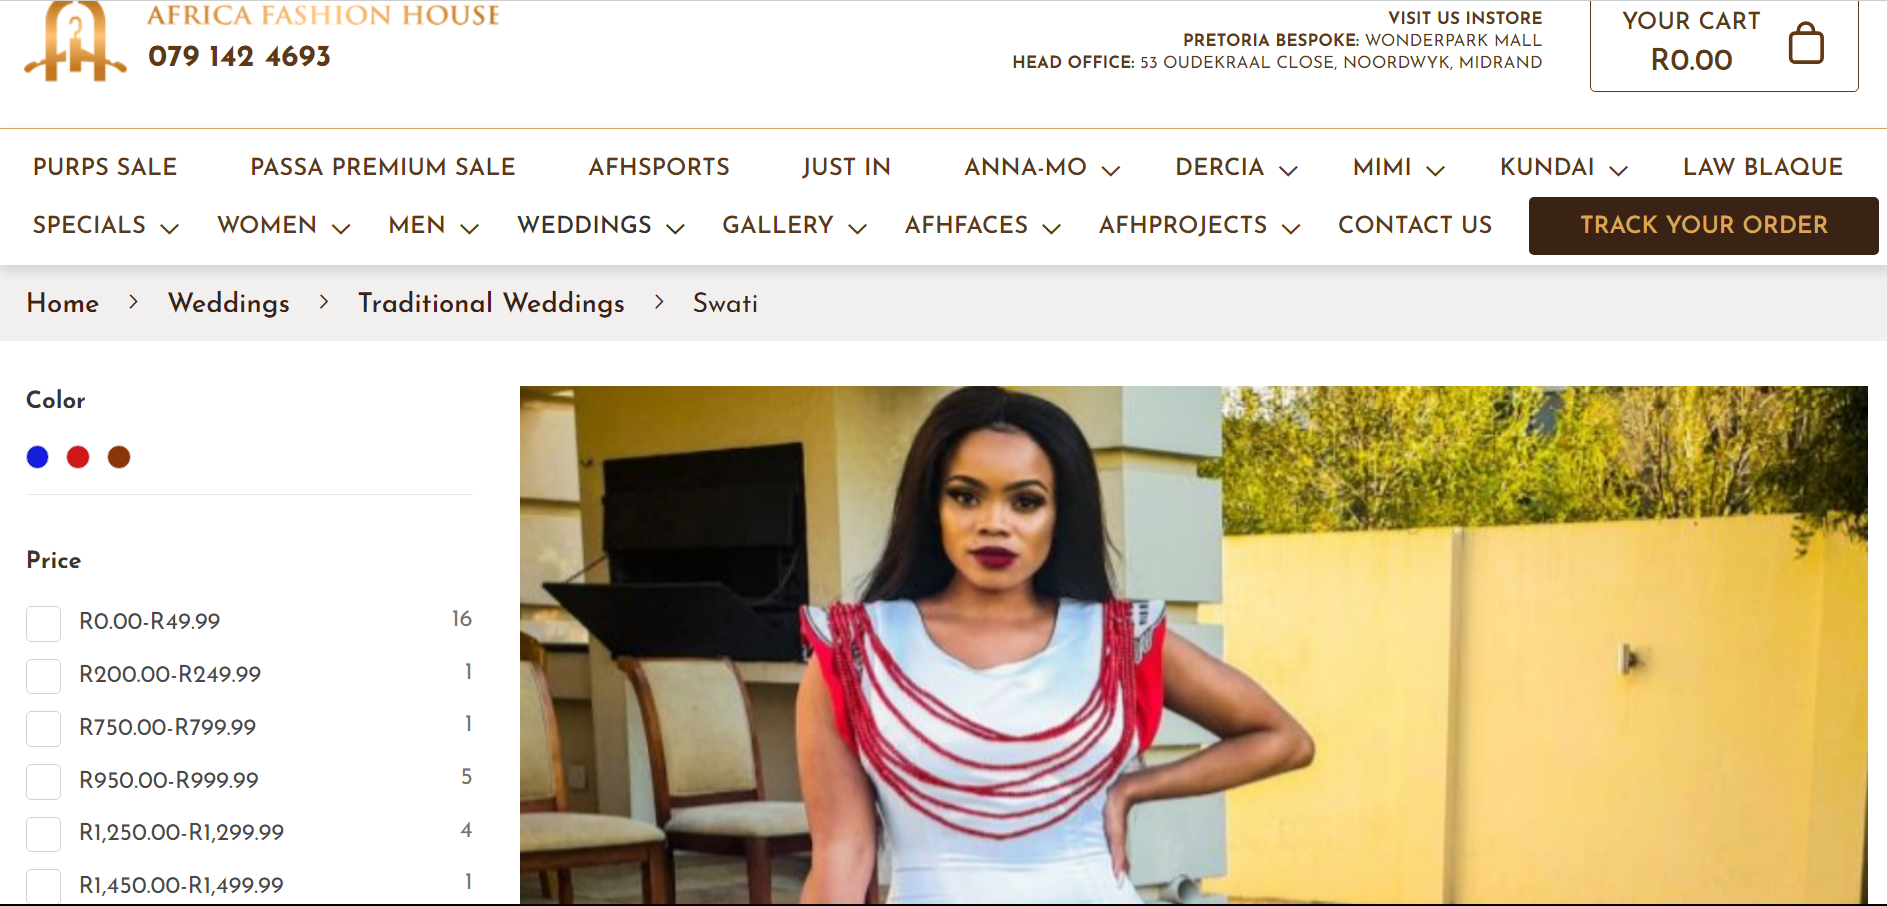 AFRICA FASHION HOUSE
079 142 4693
VISIT US INSTORE
PRETORIA BESPOKE: WONDERPARK MALL
HEAD OFFICE: 53 OUDEKRAAL CLOSE, NOORDWYK, MIDRAND
YOUR CART
R0.00
PURPS SALE PASSA PREMIUM SALE AFHSPORTS JUST IN ANNA-MO DERCIA MIMI KUNDAI LAW BLAQUE
SPECIALS WOMEN MEN WEDDINGS GALLERY AFHFACES AFHPROJECTS CONTACT US TRACK YOUR ORDER
Home > Weddings > Traditional Weddings > Swati
Color
Price
R0.00-R49.99 16
R200.00-R249.99 1
R750.00-R799.99 1
R950.00-R999.99 5
R1,250.00-R1,299.99 4
R1,450.00-R1,499.99 1